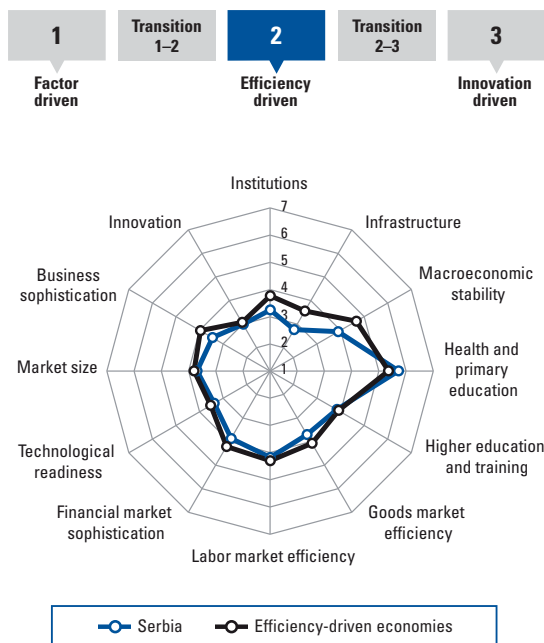 1
Transition
1–2
2
Transition
2–3
3
Factor
driven
Efficiency
driven
Innovation
driven
Institutions
Infrastructure
Macroeconomic
stability
Health and
primary
education
Higher education
and training
Goods market
efficiency
Labor market efficiency
Financial market
sophistication
Technological
readiness
Market size
Business
sophistication
Innovation
7
6
5
4
3
2
1
Serbia
Efficiency-driven economies